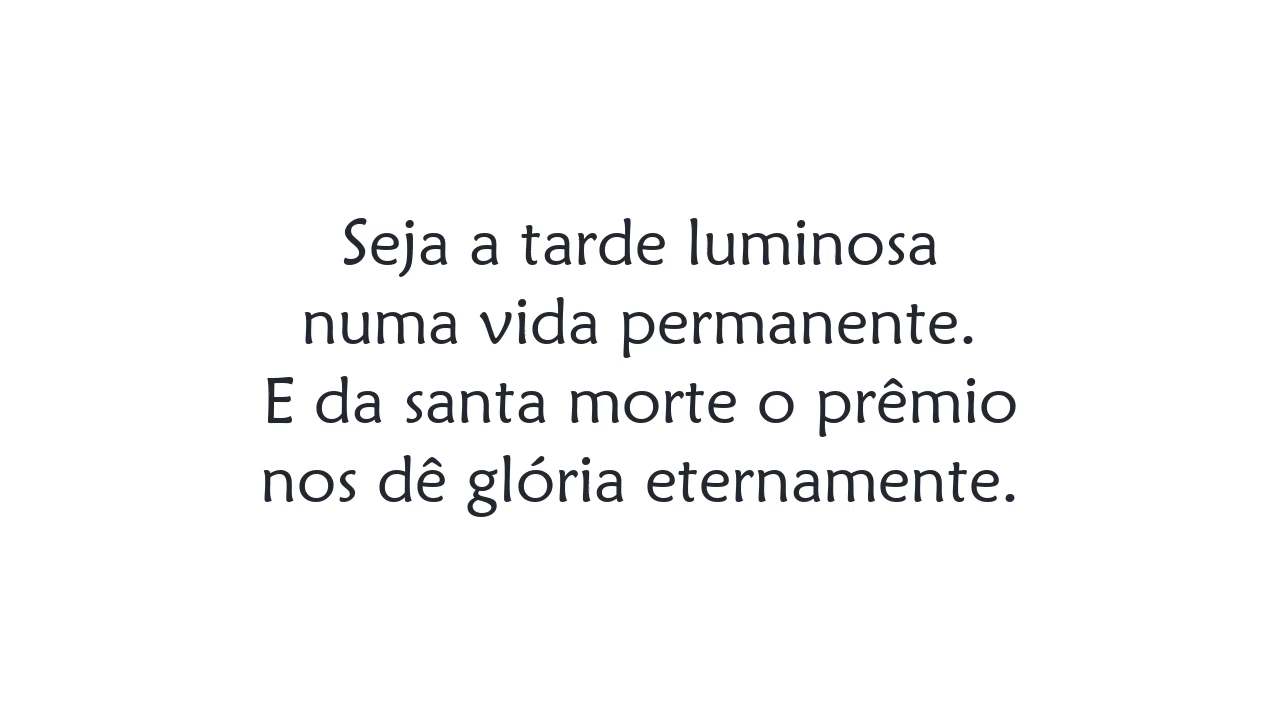 Seja a tarde luminosa
numa vida permanente.
E da santa morte o prêmio
nos dê glória eternamente.